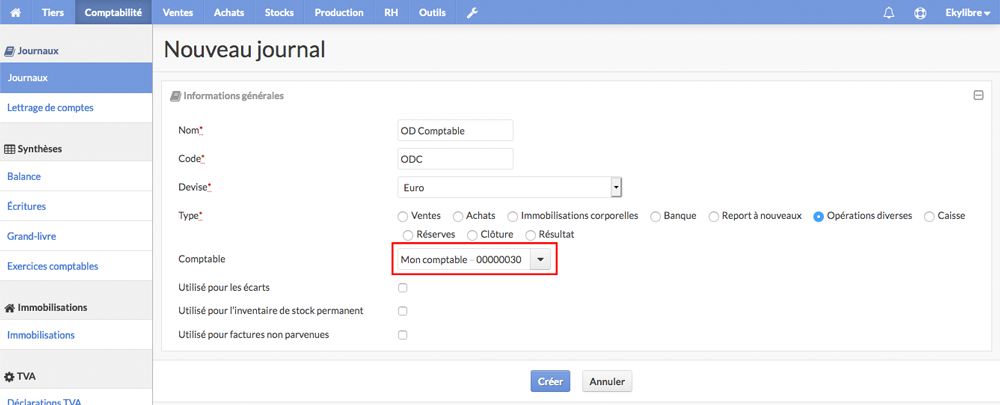 Tiers Comptabilité Ventes Achats Stocks Production RH Outils Ekylibre
Journaux
Journaux
Lettrage de comptes
Synthèses
Balance
Écritures
Grand-livre
Exercices comptables
Immobilisations
Immobilisations
TVA
Déclarations TVA
Nouveau journal
Informations générales
Nom* OD Comptable
Code* ODC
Devise* Euro
Type* Ventes Achats Immobilisations corporelles Banque Report à nouveaux Opérations diverses Caisse
Réserves Clôture Résultat
Comptable Mon comptable - 00000030
Utilisé pour les écarts
Utilisé pour l'inventaire de stock permanent
Utilisé pour factures non parvenues
Créer Annuler